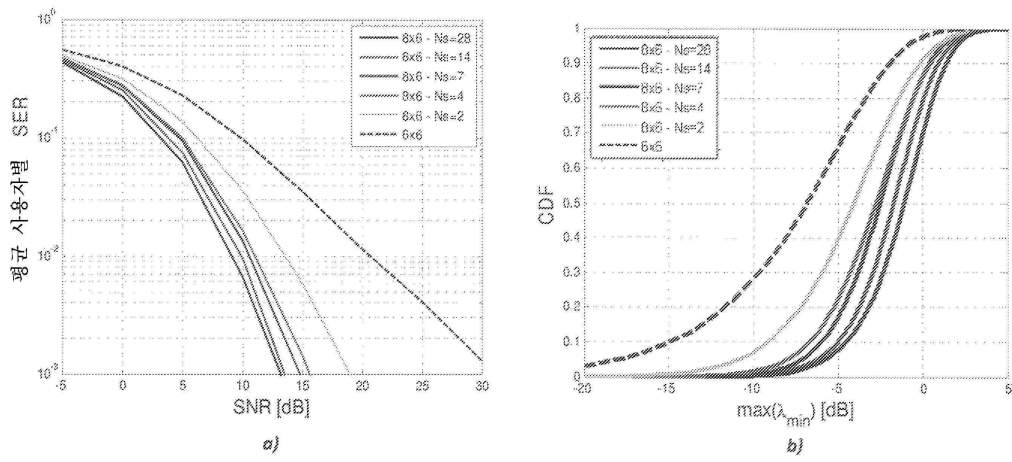 10⁰
10⁻¹
10⁻²
10⁻³
평균 사용자별 SER
8x6 - Ns=28
8x6 - Ns=14
8x6 - Ns=7
8x6 - Ns=4
8x6 - Ns=2
6x6
-5 0 5 10 15 20 25 30
SNR [dB]
a)
1
0.9
0.8
0.7
0.6
0.5
0.4
0.3
0.2
0.1
0
CDF
8x6 - Ns=28
8x6 - Ns=14
8x6 - Ns=7
8x6 - Ns=4
8x6 - Ns=2
6x6
-20 -15 -10 -5 0 5
max(λmin) [dB]
b)